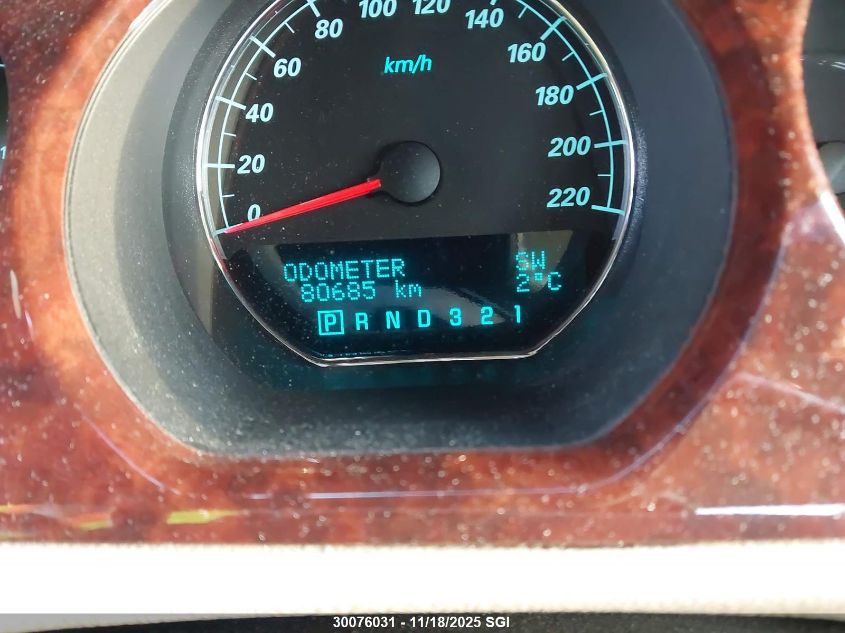 80 100 120 140
60 km/h 160
40 180
20 200
0 220
ODOMETER SW
80685 km 2°C
P R N D 3 2 1
30076031 - 11/18/2025 SGI